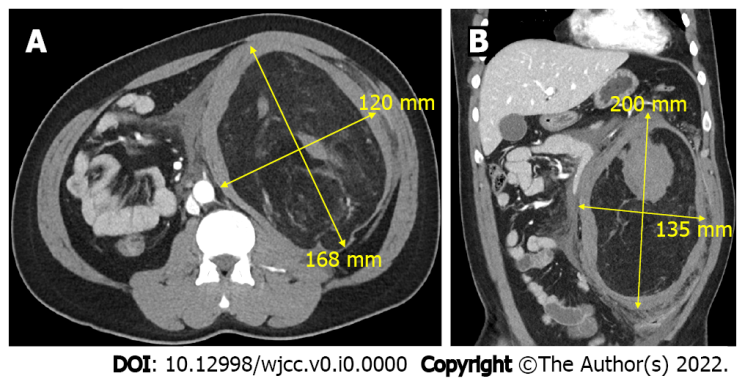 A
B
120 mm
200 mm
135 mm
168 mm
DOI: 10.12998/wjcc.v0.i0.0000 Copyright ©The Author(s) 2022.